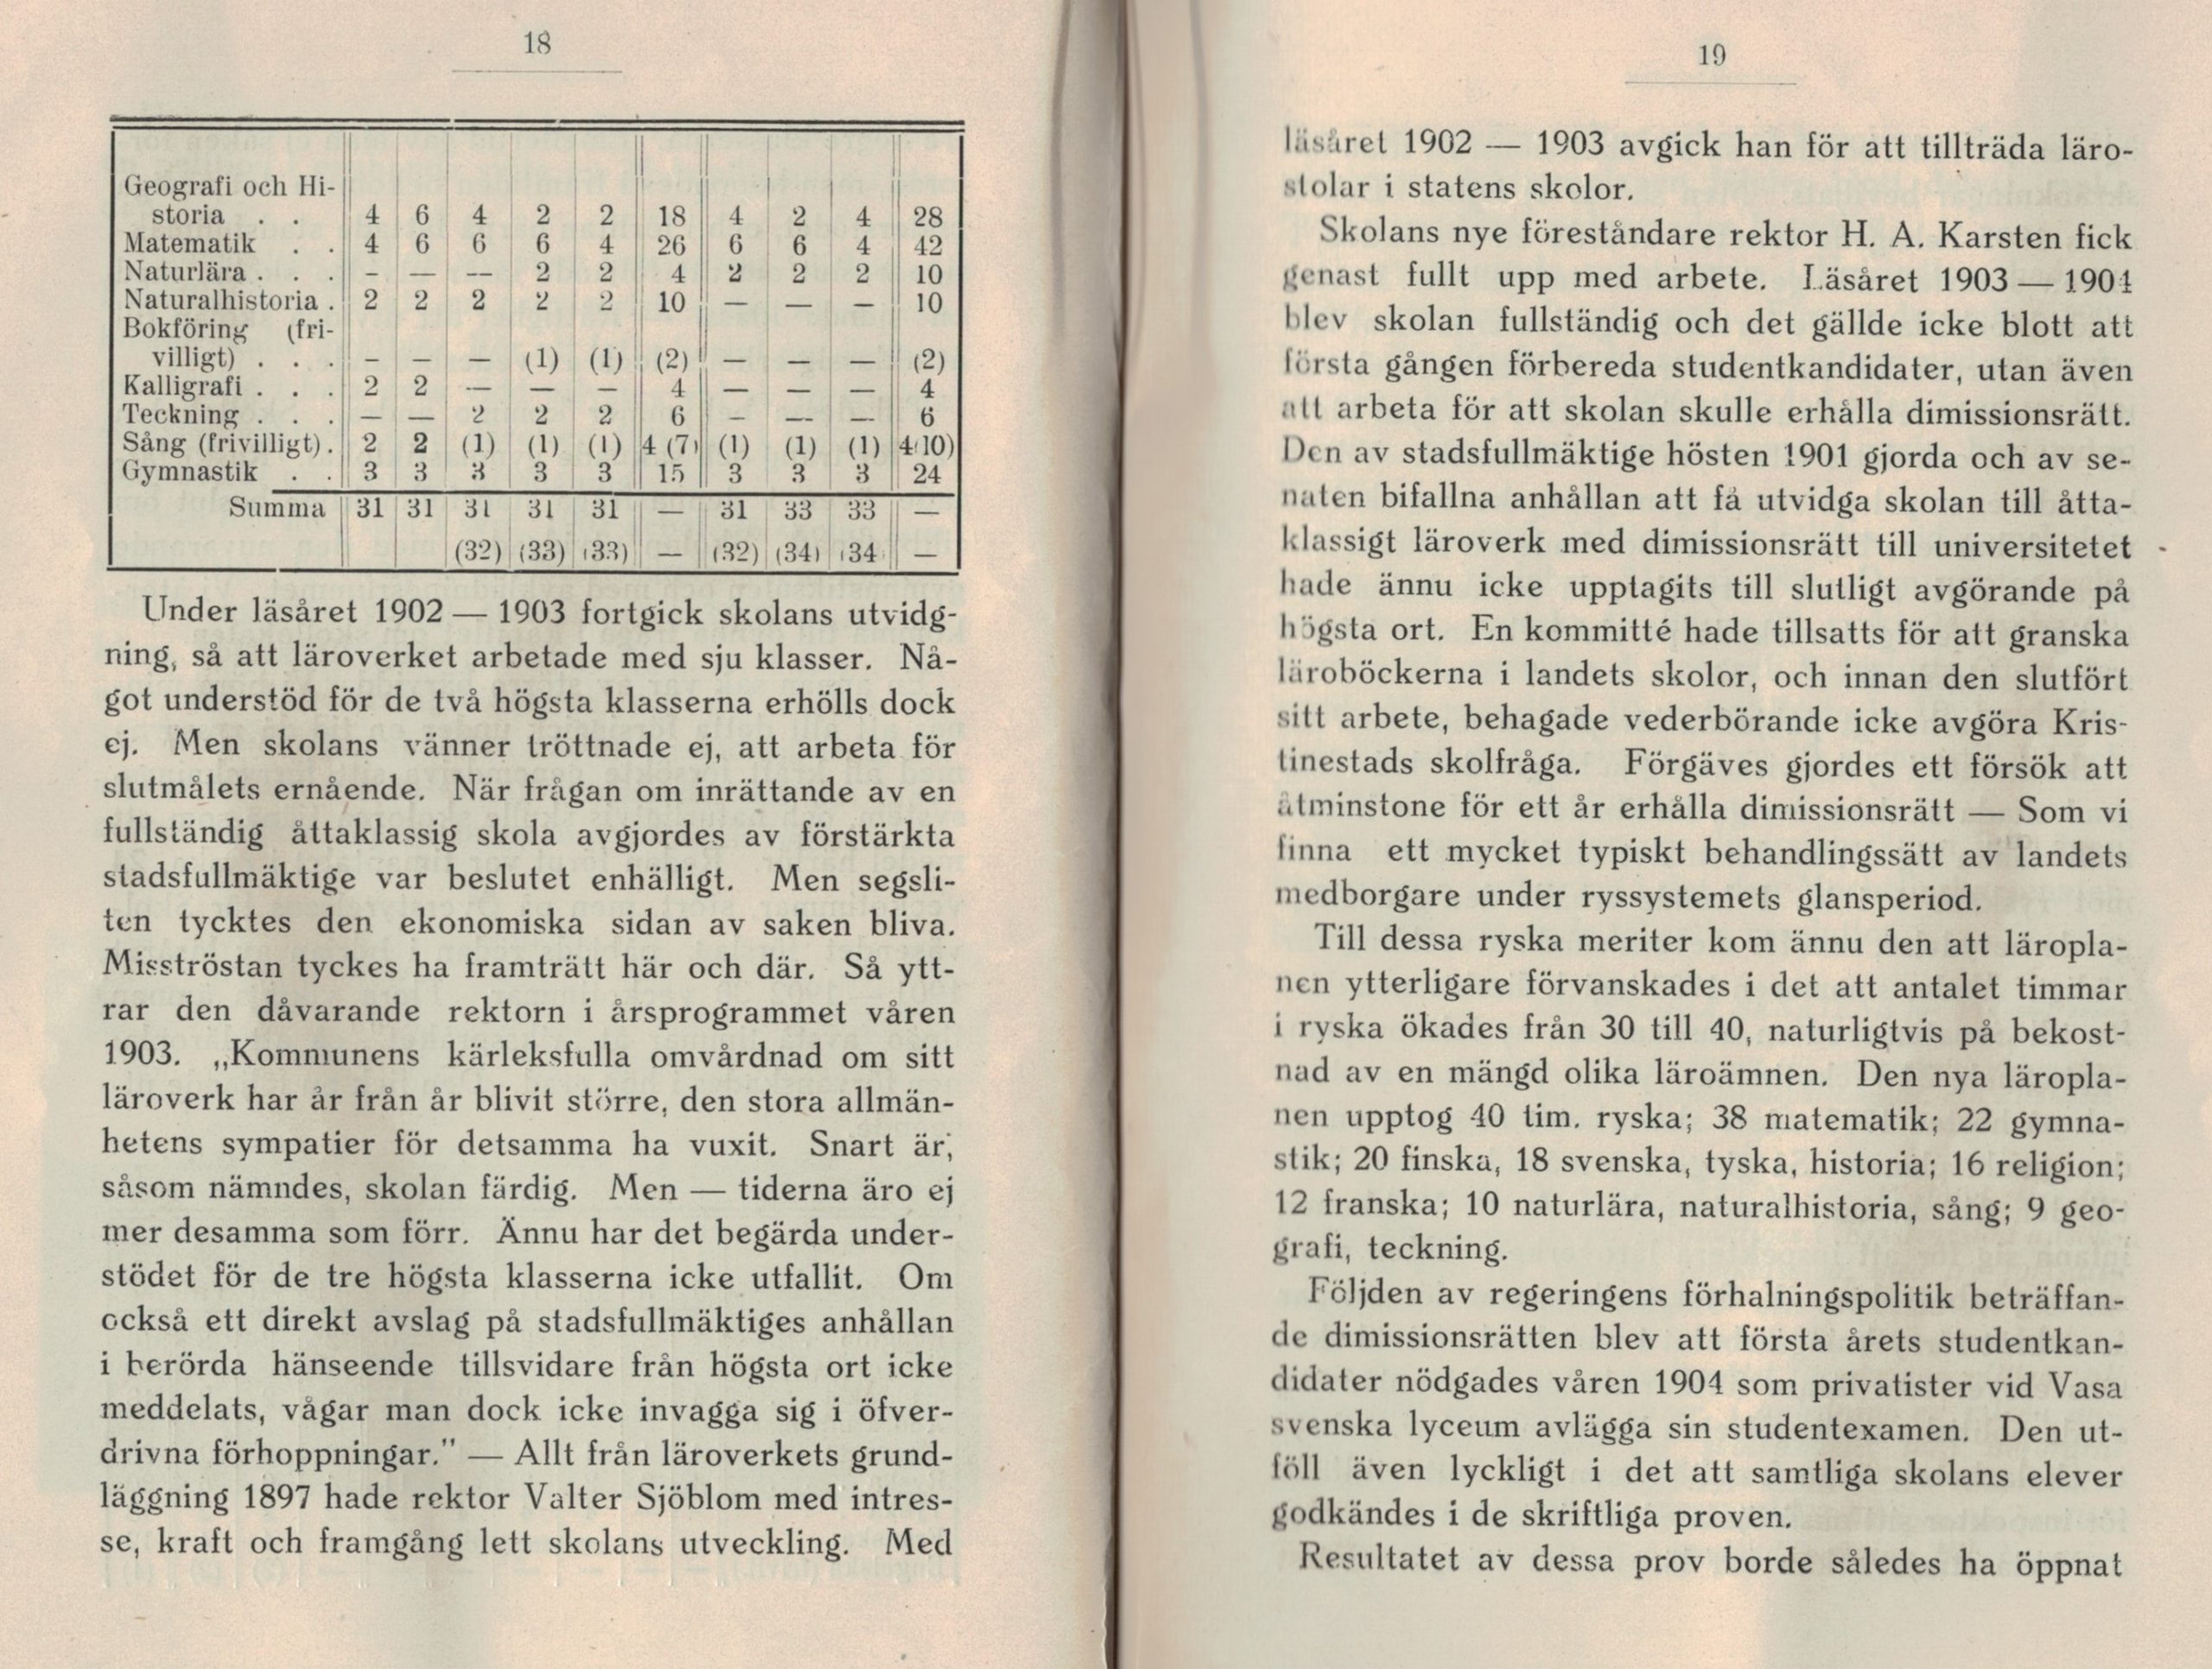 18
Geografi och Hi-
storia . . 4 6 4 2 2 18 4 2 4 28
Matematik . . 4 6 6 6 4 26 6 6 4 42
Naturlära . . . - — — 2 2 4 2 2 2 10
Naturalhistoria . 2 2 2 2 2 10 — — — 10
Bokföring (fri-
villigt) . . . — — — (1) (1) (2) — — — (2)
Kalligrafi . . . 2 2 — — — 4 — — — 4
Teckning . . . — — 2 2 2 6 — — — 6
Sång (frivilligt) . 2 2 (1) (1) (1) 4 (7) (1) (1) (1) 4(10)
Gymnastik . . 3 3 3 3 3 15 3 3 3 24
Summa 31 31 31 31 31 — 31 33 33 —
(32) (33) (33) — (32) (34) (34 —
Under läsåret 1902 — 1903 fortgick skolans utvidg-
ning, så att läroverket arbetade med sju klasser. Nå-
got understöd för de två högsta klasserna erhölls dock
ej. Men skolans vänner tröttnade ej, att arbeta för
slutmålets ernående. När frågan om inrättande av en
fullständig åttaklassig skola avgjordes av förstärkta
stadsfullmäktige var beslutet enhälligt. Men segsli-
ten tycktes den ekonomiska sidan av saken bliva.
Misströstan tyckes ha framträtt här och där. Så ytt-
rar den dåvarande rektorn i årsprogrammet våren
1903. „Kommunens kärleksfulla omvårdnad om sitt
läroverk har år från år blivit större, den stora allmän-
hetens sympatier för detsamma ha vuxit. Snart är,
såsom nämndes, skolan färdig. Men — tiderna äro ej
mer desamma som förr. Ännu har det begärda under-
stödet för de tre högsta klasserna icke utfallit. Om
också ett direkt avslag på stadsfullmäktiges anhållan
i berörda hänseende tillsvidare från högsta ort icke
meddelats, vågar man dock icke invagga sig i öfver-
drivna förhoppningar." — Allt från läroverkets grund-
läggning 1897 hade rektor Valter Sjöblom med intres-
se, kraft och framgång lett skolans utveckling. Med
19
läsåret 1902 — 1903 avgick han för att tillträda läro-
stolar i statens skolor.
Skolans nye föreståndare rektor H. A. Karsten fick
genast fullt upp med arbete. Läsåret 1903 — 1904
blev skolan fullständig och det gällde icke blott att
första gången förbereda studentkandidater, utan även
att arbeta för att skolan skulle erhålla dimissionsrätt.
Den av stadsfullmäktige hösten 1901 gjorda och av se-
naten bifallna anhållan att få utvidga skolan till åtta-
klassigt läroverk med dimissionsrätt till universitetet
hade ännu icke upptagits till slutligt avgörande på
högsta ort. En kommitté hade tillsatts för att granska
läroböckerna i landets skolor, och innan den slutfört
sitt arbete, behagade vederbörande icke avgöra Kris-
tinestads skolfråga. Förgäves gjordes ett försök att
åtminstone för ett år erhålla dimissionsrätt — Som vi
finna ett mycket typiskt behandlingssätt av landets
medborgare under ryssystemets glansperiod.
Till dessa ryska meriter kom ännu den att läropla-
nen ytterligare förvanskades i det att antalet timmar
i ryska ökades från 30 till 40, naturligtvis på bekost-
nad av en mängd olika läroämnen. Den nya läropla-
nen upptog 40 tim. ryska; 38 matematik; 22 gymna-
stik; 20 finska, 18 svenska, tyska, historia; 16 religion;
12 franska; 10 naturlära, naturalhistoria, sång; 9 geo-
grafi, teckning.
Följden av regeringens förhalningspolitik beträffan-
de dimissionsrätten blev att första årets studentkan-
didater nödgades våren 1904 som privatister vid Vasa
svenska lyceum avlägga sin studentexamen. Den ut-
föll även lyckligt i det att samtliga skolans elever
godkändes i de skriftliga proven.
Resultatet av dessa prov borde således ha öppnat